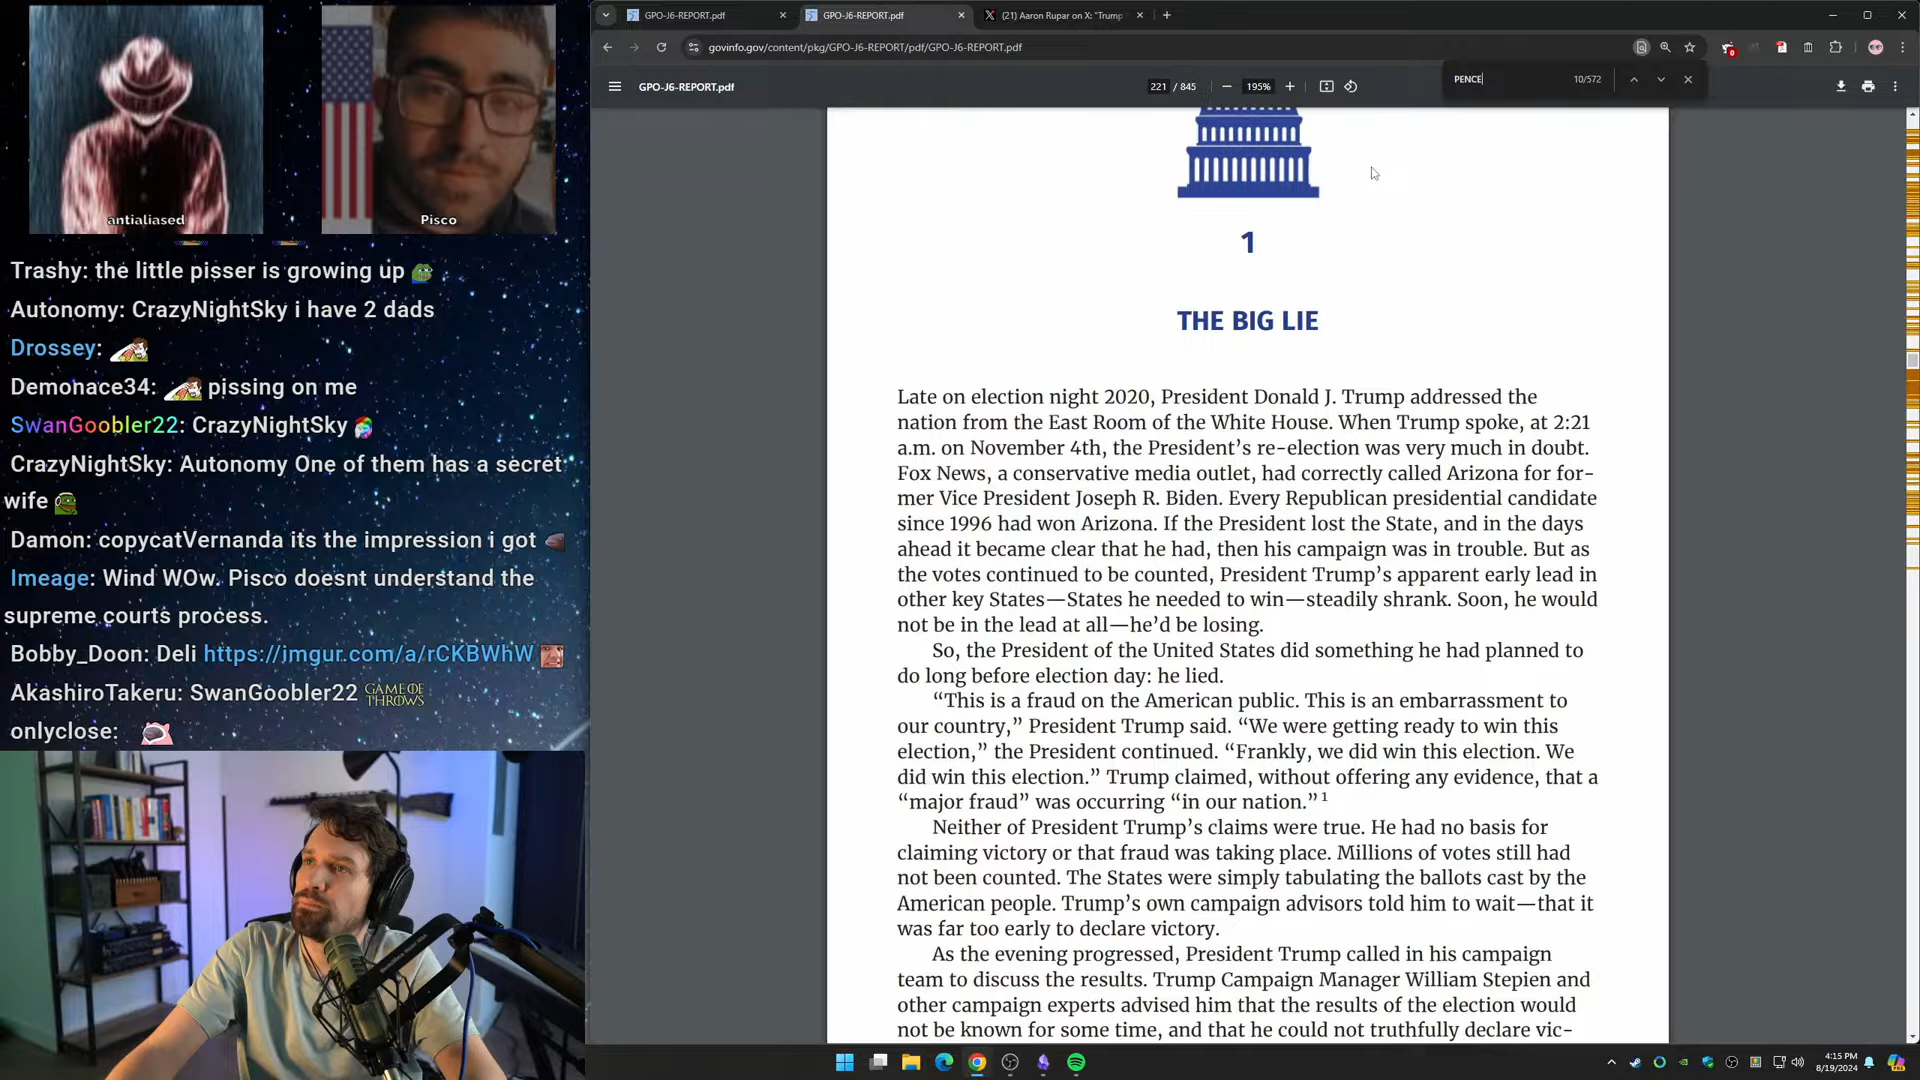 antialiased
Pisco
Trashy: the little pisser is growing up
Autonomy: CrazyNightSky i have 2 dads
Drossey:
Demonace34: pissing on me
SwanGoobler22: CrazyNightSky
CrazyNightSky: Autonomy One of them has a secret
wife
Damon: copycatVernanda its the impression i got
Imeage: Wind WOw. Pisco doesnt understand the
supreme courts process.
Bobby_Doon: Deli https://imgur.com/a/rCKBWhW
AkashiroTakeru: SwanGoobler22 GAME OF THRONES
onlyclose:
GPO-J6-REPORT.pdf
GPO-J6-REPORT.pdf
(21) Aaron Rupar on X: "Trump
govinfo.gov/content/pkg/GPO-J6-REPORT/pdf/GPO-J6-REPORT.pdf
0
PENCE
10/572
GPO-J6-REPORT.pdf
221 / 845
195%
1
THE BIG LIE
Late on election night 2020, President Donald J. Trump addressed the
nation from the East Room of the White House. When Trump spoke, at 2:21
a.m. on November 4th, the President’s re-election was very much in doubt.
Fox News, a conservative media outlet, had correctly called Arizona for for-
mer Vice President Joseph R. Biden. Every Republican presidential candidate
since 1996 had won Arizona. If the President lost the State, and in the days
ahead it became clear that he had, then his campaign was in trouble. But as
the votes continued to be counted, President Trump’s apparent early lead in
other key States—States he needed to win—steadily shrank. Soon, he would
not be in the lead at all—he’d be losing.
So, the President of the United States did something he had planned to
do long before election day: he lied.
“This is a fraud on the American public. This is an embarrassment to
our country,” President Trump said. “We were getting ready to win this
election,” the President continued. “Frankly, we did win this election. We
did win this election.” Trump claimed, without offering any evidence, that a
“major fraud” was occurring “in our nation.” 1
Neither of President Trump’s claims were true. He had no basis for
claiming victory or that fraud was taking place. Millions of votes still had
not been counted. The States were simply tabulating the ballots cast by the
American people. Trump’s own campaign advisors told him to wait—that it
was far too early to declare victory.
As the evening progressed, President Trump called in his campaign
team to discuss the results. Trump Campaign Manager William Stepien and
other campaign experts advised him that the results of the election would
not be known for some time, and that he could not truthfully declare vic-
4:15 PM
8/19/2024